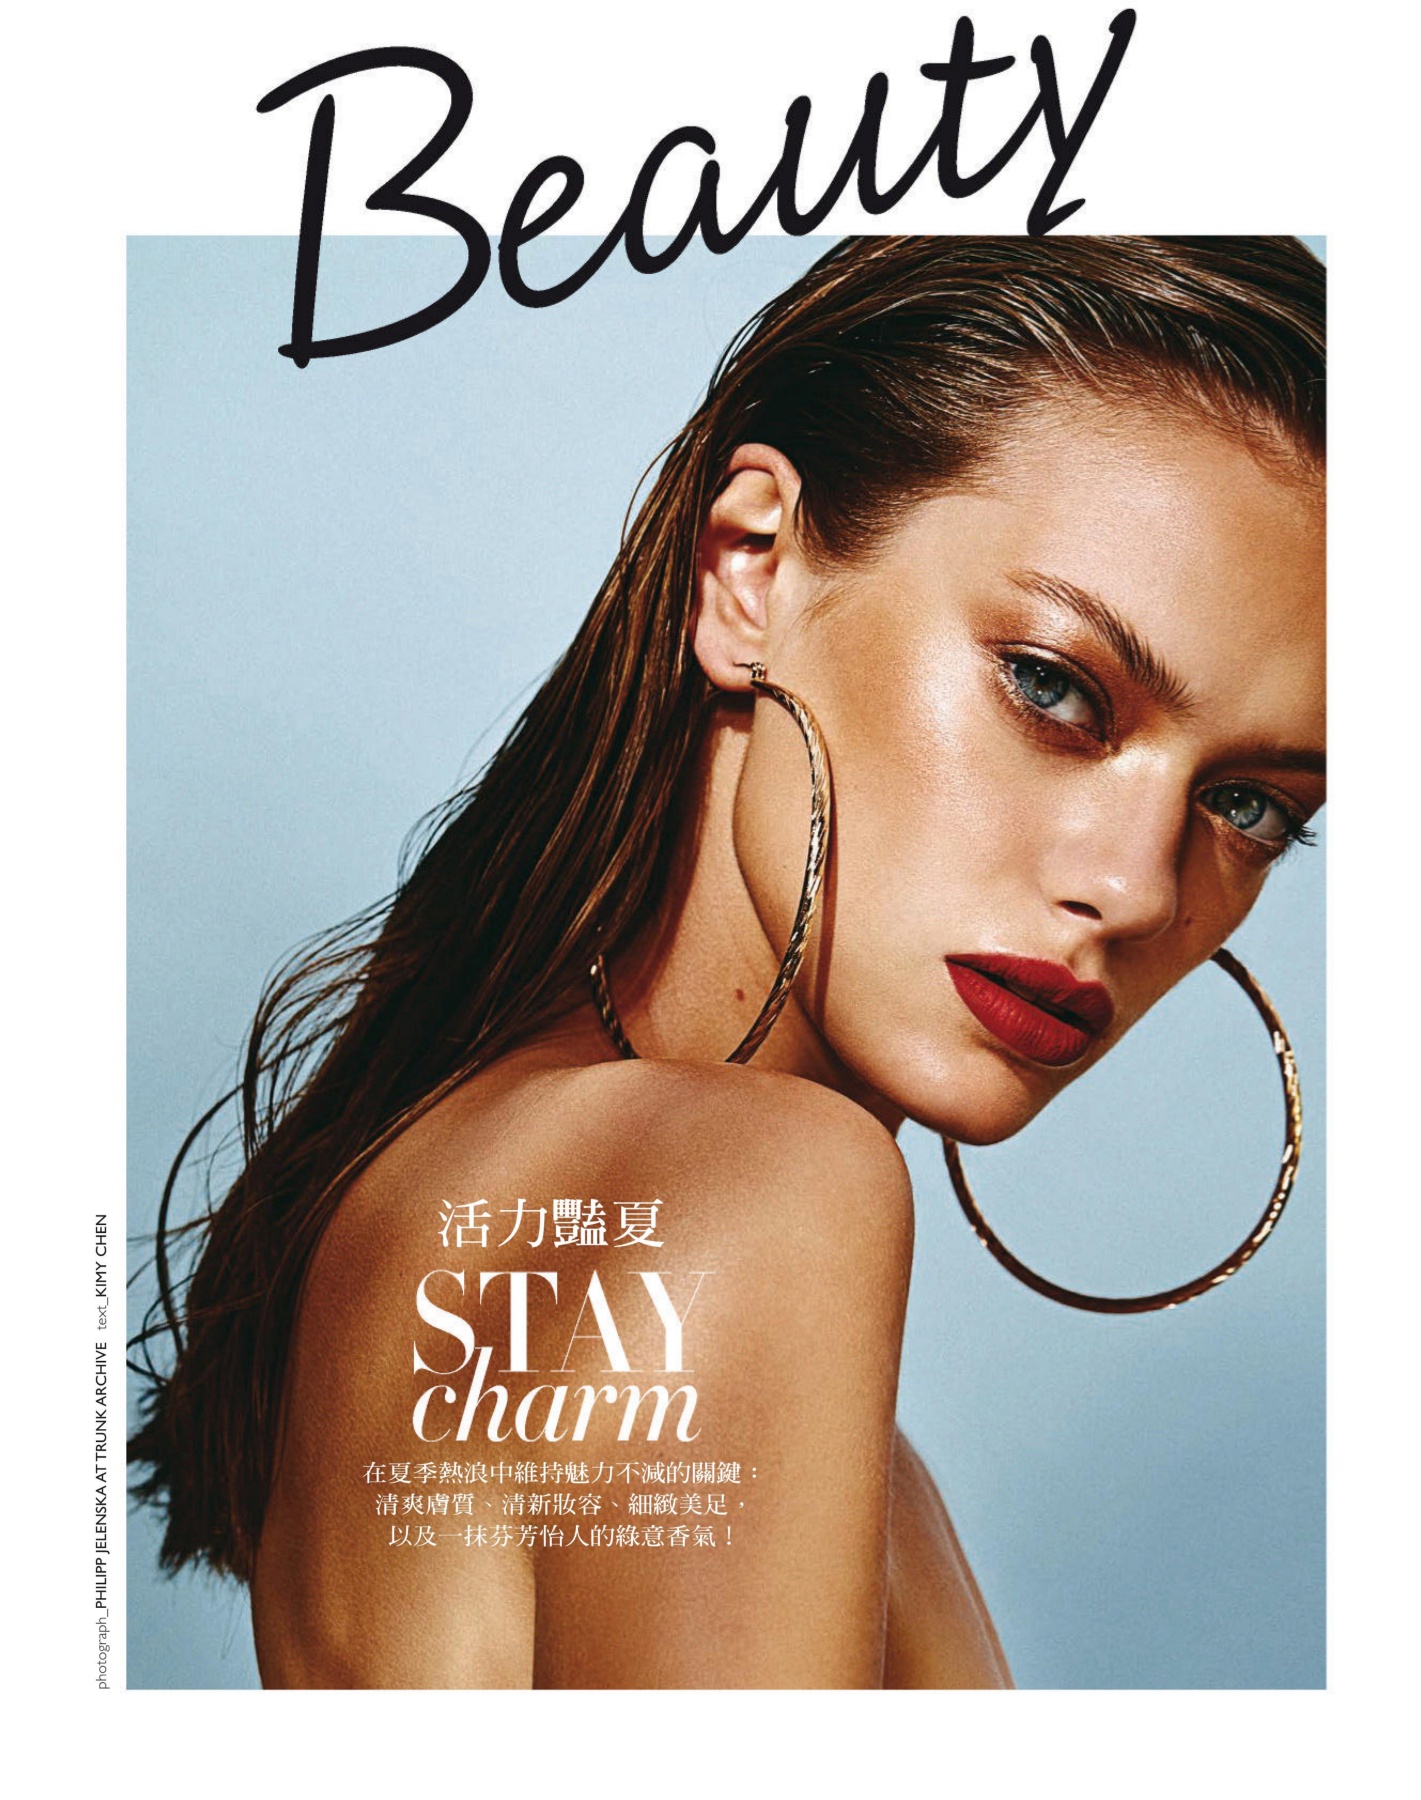 Beauty
活力豔夏
STAY
charm
在夏季熱浪中維持魅力不減的關鍵：
清爽膚質、清新妝容、細緻美足，
以及一抹芬芳怡人的綠意香氣！
photograph_PHILIPP JELENSKA AT TRUNK ARCHIVE text_KIMY CHEN